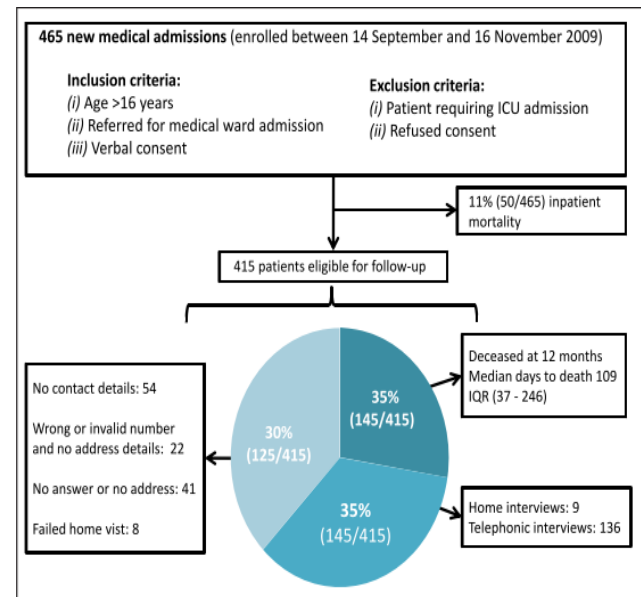 465 new medical admissions (enrolled between 14 September and 16 November 2009)
Inclusion criteria:
(i) Age >16 years
(ii) Referred for medical ward admission
(iii) Verbal consent
Exclusion criteria:
(i) Patient requiring ICU admission
(ii) Refused consent
11% (50/465) inpatient
mortality
415 patients eligible for follow-up
No contact details: 54
Wrong or invalid number
and no address details: 22
No answer or no address: 41
Failed home vist: 8
30%
(125/415)
35%
(145/415)
35%
(145/415)
Deceased at 12 months
Median days to death 109
IQR (37 - 246)
Home interviews: 9
Telephonic interviews: 136